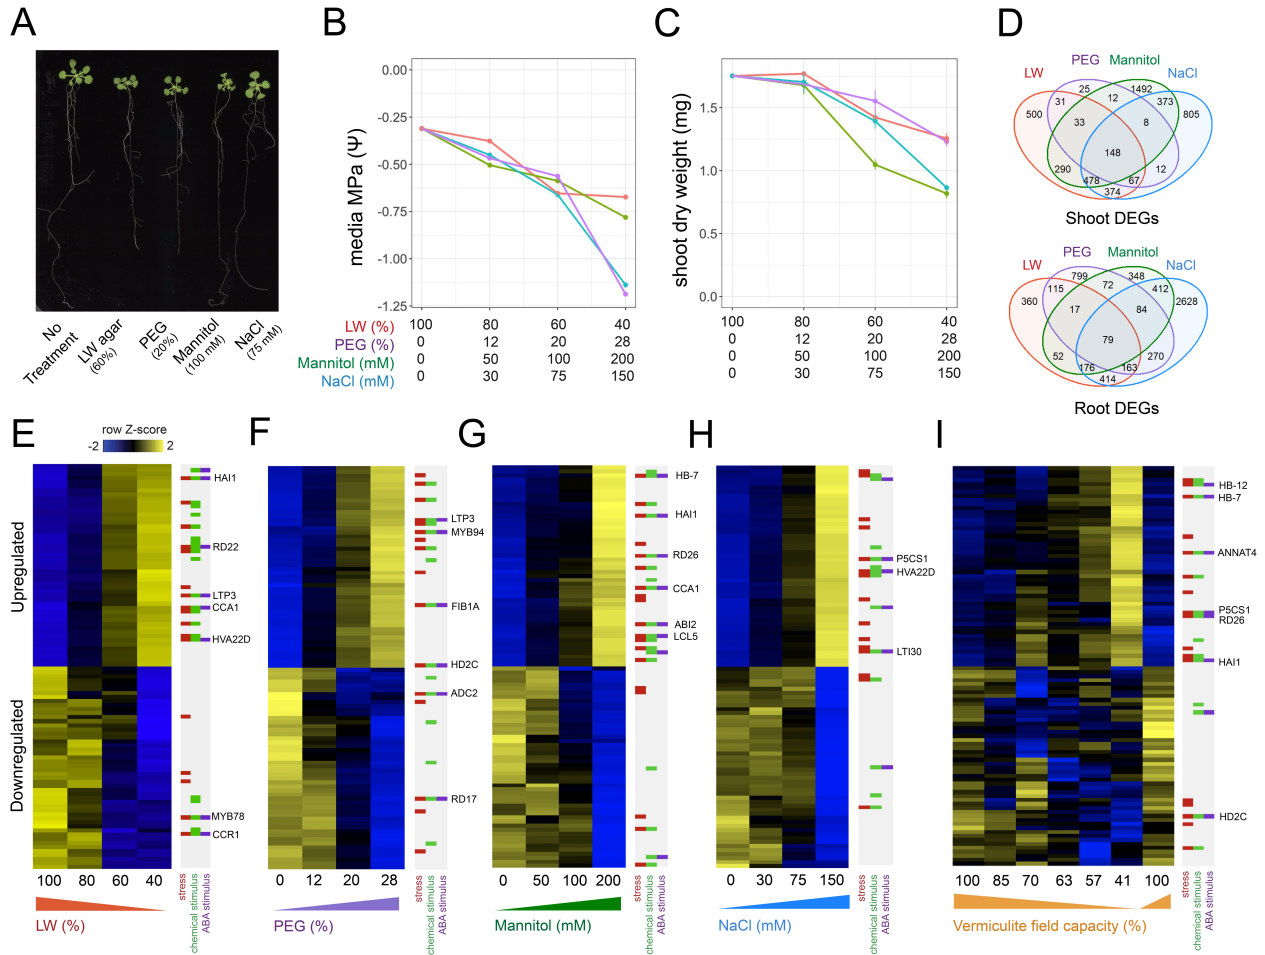 A
No Treatment
LW agar (60%)
PEG (20%)
Mannitol (100 mM)
NaCl (75 mM)
B
media MPa (Ψ)
0.00
-0.25
-0.50
-0.75
-1.00
-1.25
LW (%) 100 80 60 40
PEG (%) 0 12 20 28
Mannitol (mM) 0 50 100 200
NaCl (mM) 0 30 75 150
C
shoot dry weight (mg)
1.5
1.0
0.5
0.0
100 80 60 40
0 12 20 28
0 50 100 200
0 30 75 150
D
PEG Mannitol
LW NaCl
25 1492
31 12 373
500 33 8 805
148
290 12
478 67
374
Shoot DEGs
PEG Mannitol
LW NaCl
799 348
115 72 412
360 17 84 2628
79
52 270
176 163
414
Root DEGs
E
row Z-score
-2 2
Upregulated
Downregulated
HAI1
RD22
LTP3
CCA1
HVA22D
MYB78
CCR1
100 80 60 40
LW (%)
stress
chemical stimulus
ABA stimulus
F
LTP3
MYB94
FIB1A
HD2C
ADC2
RD17
0 12 20 28
PEG (%)
stress
chemical stimulus
ABA stimulus
G
HB-7
HAI1
RD26
CCA1
ABI2
LCL5
0 50 100 200
Mannitol (mM)
stress
chemical stimulus
ABA stimulus
H
P5CS1
HVA22D
LTI30
0 30 75 150
NaCl (mM)
stress
chemical stimulus
ABA stimulus
I
HB-12
HB-7
ANNAT4
P5CS1
RD26
HAI1
HD2C
100 85 70 63 57 41 100
Vermiculite field capacity (%)
stress
chemical stimulus
ABA stimulus